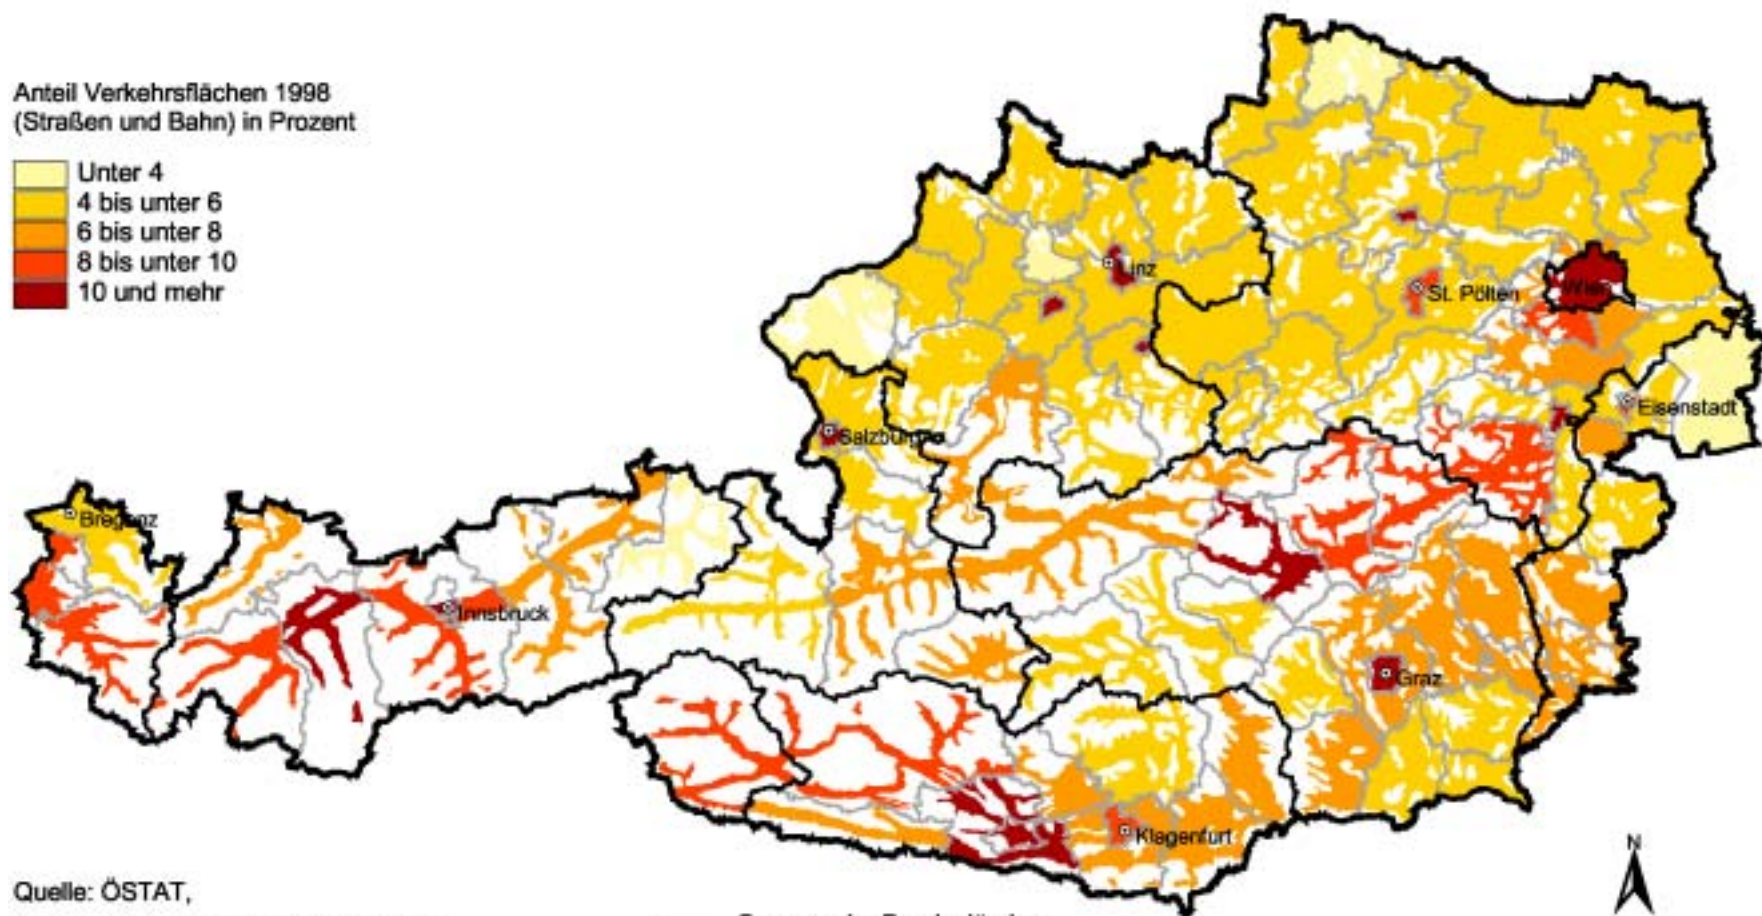 Anteil Verkehrsflächen 1998
(Straßen und Bahn) in Prozent
Unter 4
4 bis unter 6
6 bis unter 8
8 bis unter 10
10 und mehr
Linz
St. Pölten
Wien
Eisenstadt
Salzburg
Bregenz
Innsbruck
Graz
Klagenfurt
N
Quelle: ÖSTAT,